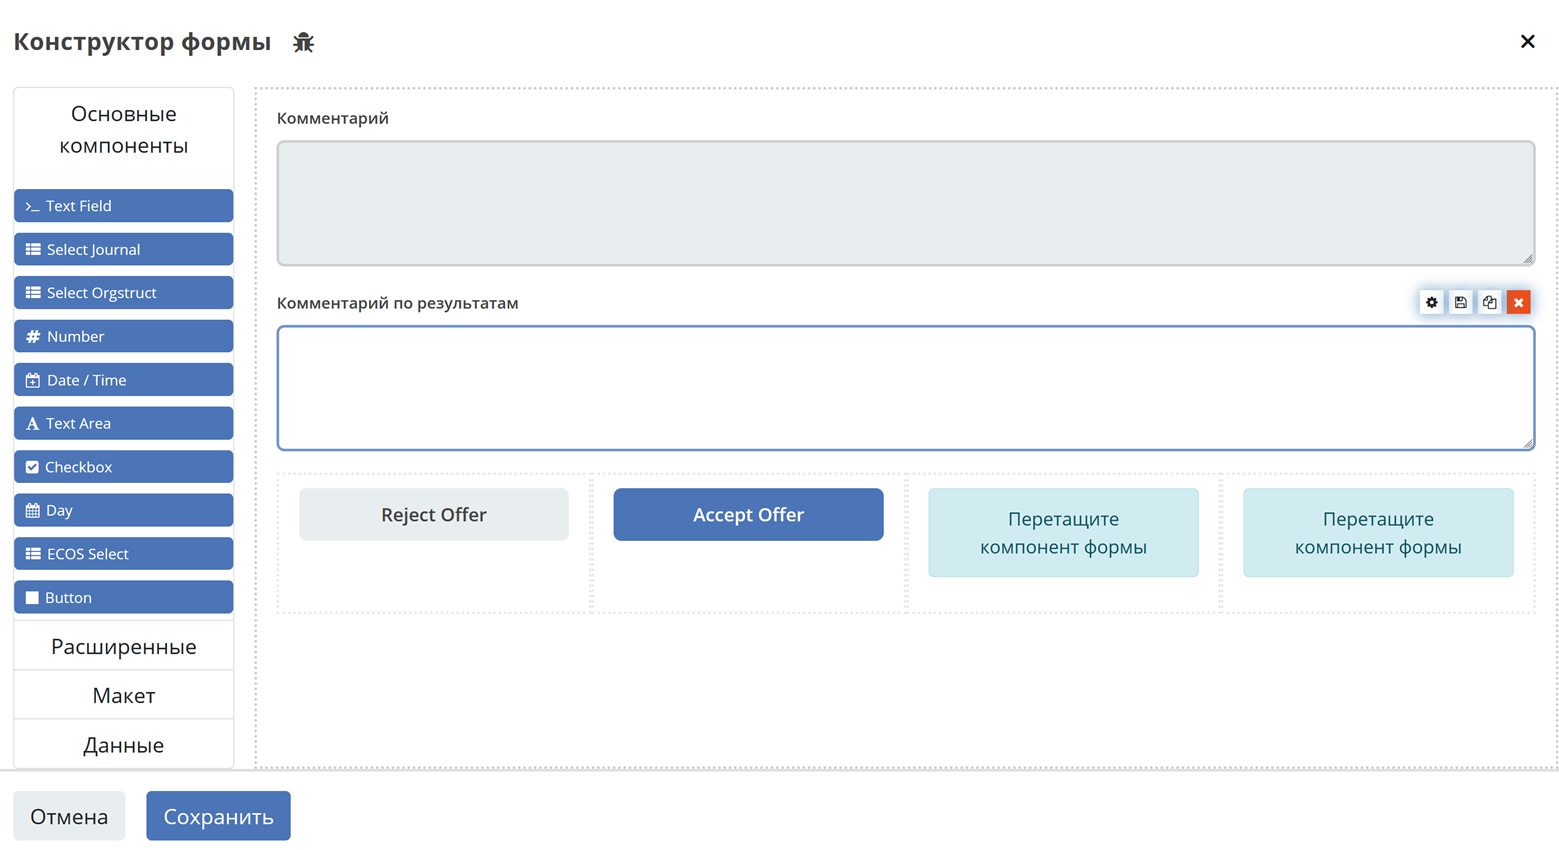 Конструктор формы
Основные
компоненты
Text Field
Select Journal
Select Orgstruct
Number
Date / Time
Text Area
Checkbox
Day
ECOS Select
Button
Расширенные
Макет
Данные
Комментарий
Комментарий по результатам
Reject Offer
Accept Offer
Перетащите
компонент формы
Перетащите
компонент формы
Отмена
Сохранить